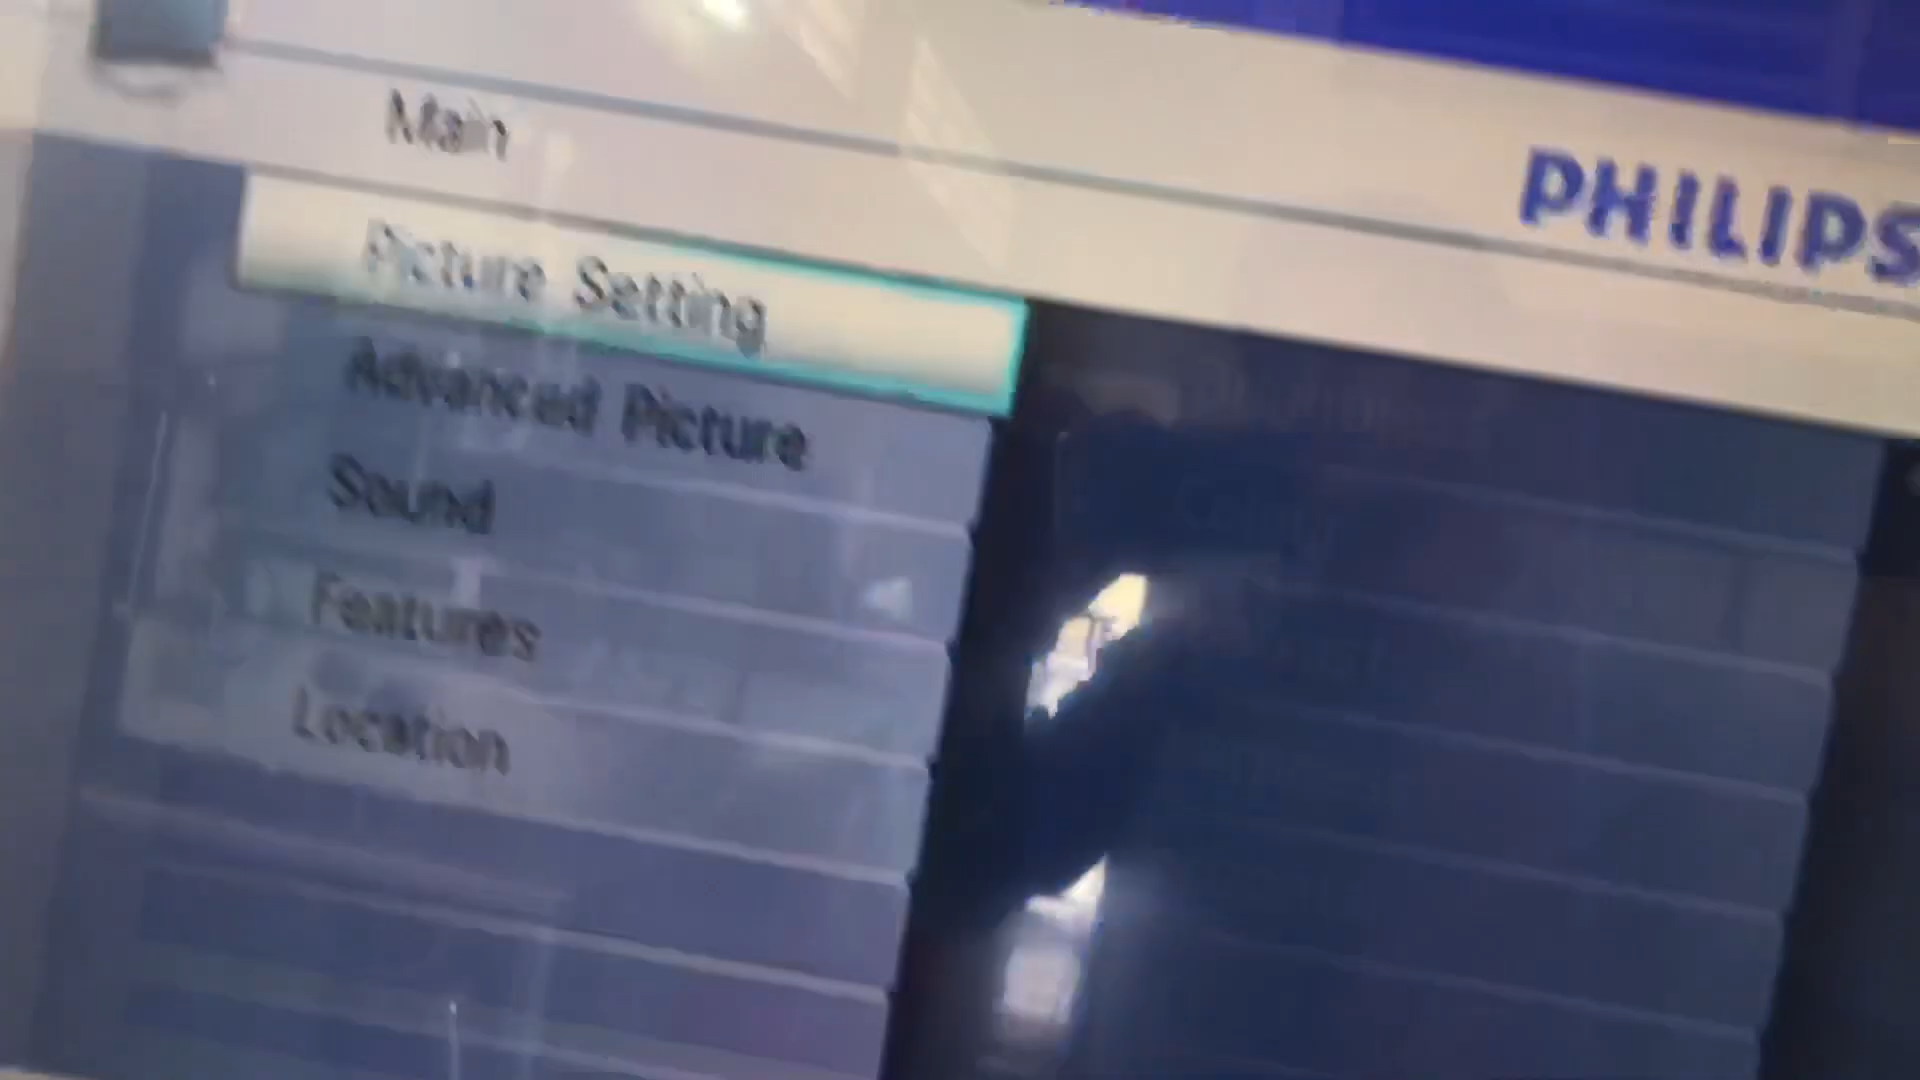 Main
PHILIPS
Picture Setting
Advanced Picture
Sound
Features
Location